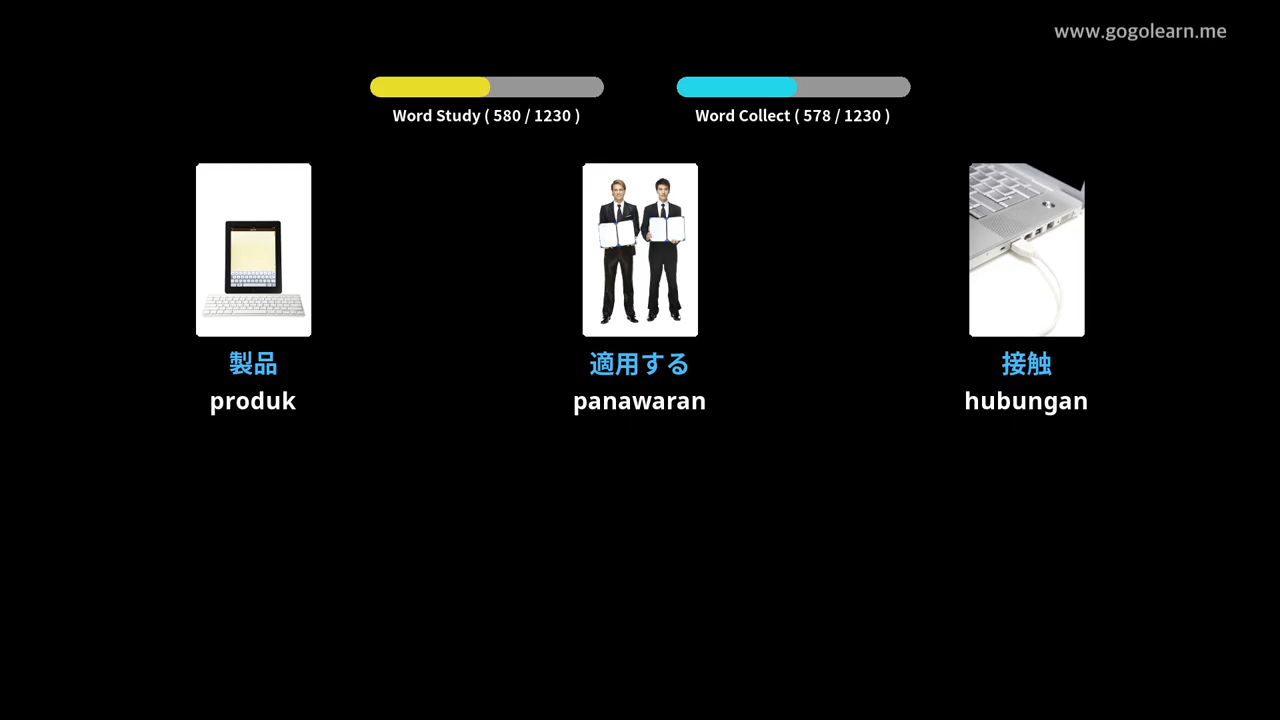 www.gogolearn.me
Word Study ( 580 / 1230 )
Word Collect ( 578 / 1230 )
製品
produk
適用する
panawaran
接触
hubungan